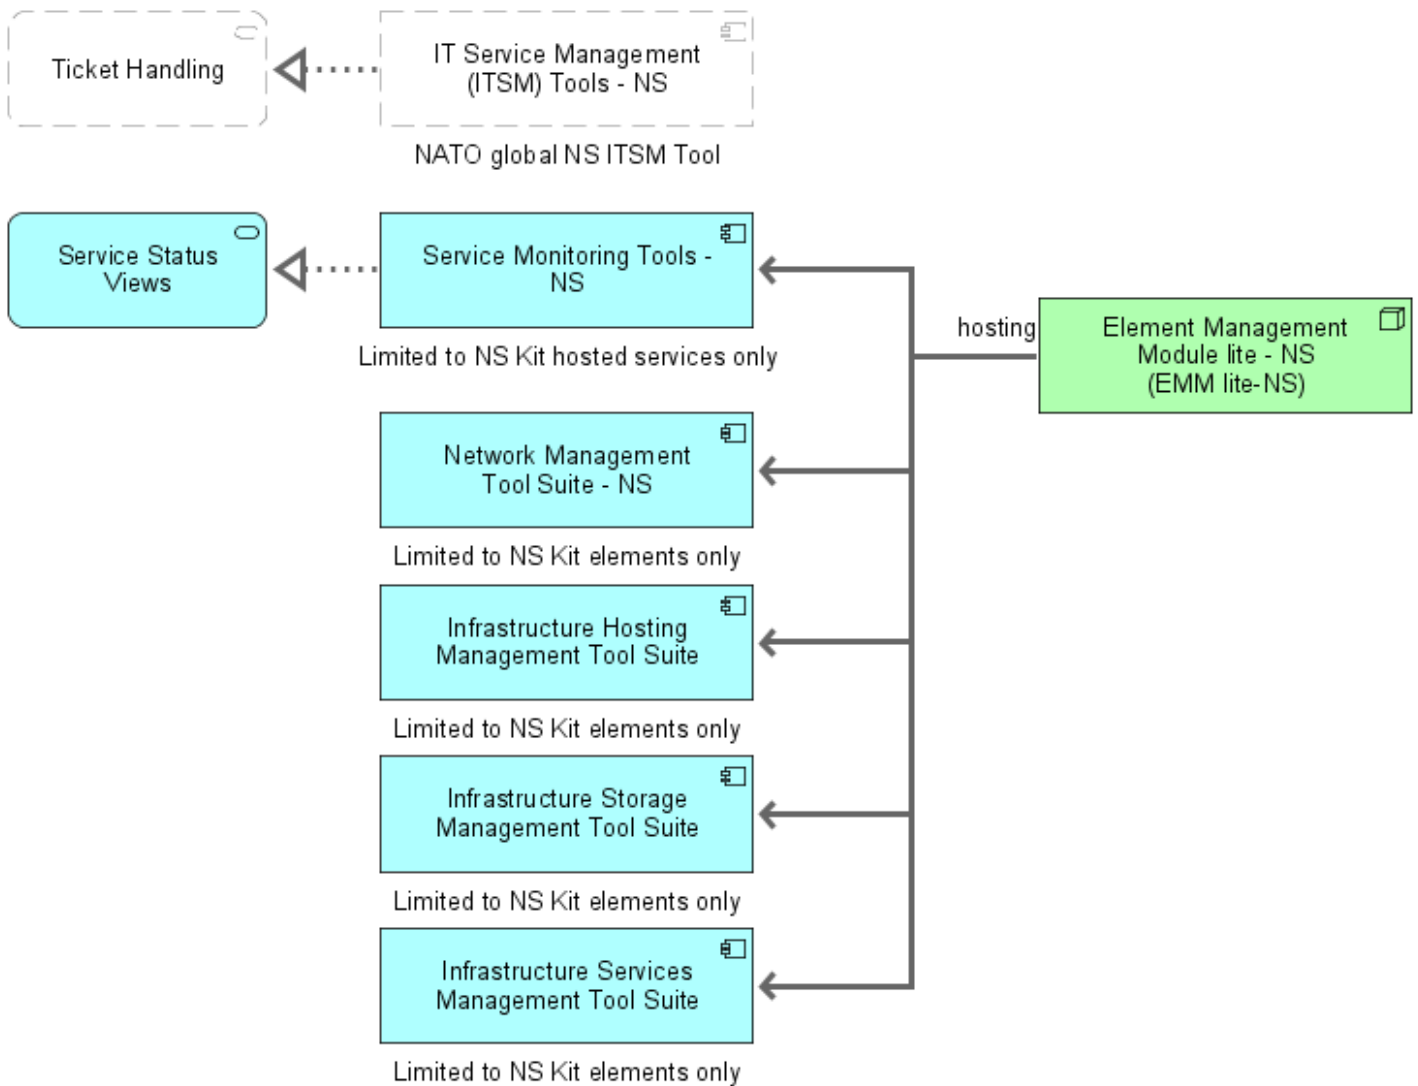 Ticket Handling
IT Service Management
(ITSM) Tools - NS
NATO global NS ITSM Tool
Service Status
Views
Service Monitoring Tools -
NS
Limited to NS Kit hosted services only
hosting
Element Management
Module lite - NS
(EMM lite-NS)
Network Management
Tool Suite - NS
Limited to NS Kit elements only
Infrastructure Hosting
Management Tool Suite
Limited to NS Kit elements only
Infrastructure Storage
Management Tool Suite
Limited to NS Kit elements only
Infrastructure Services
Management Tool Suite
Limited to NS Kit elements only